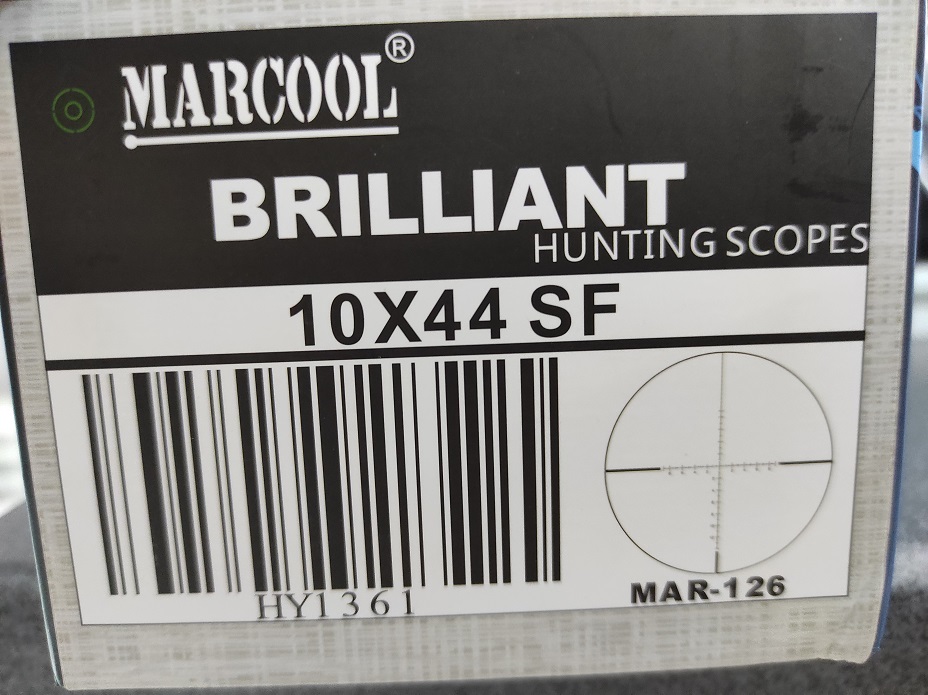 MARCOOL®
BRILLIANT
HUNTING SCOPES
10X44 SF
HY1361
MAR-126